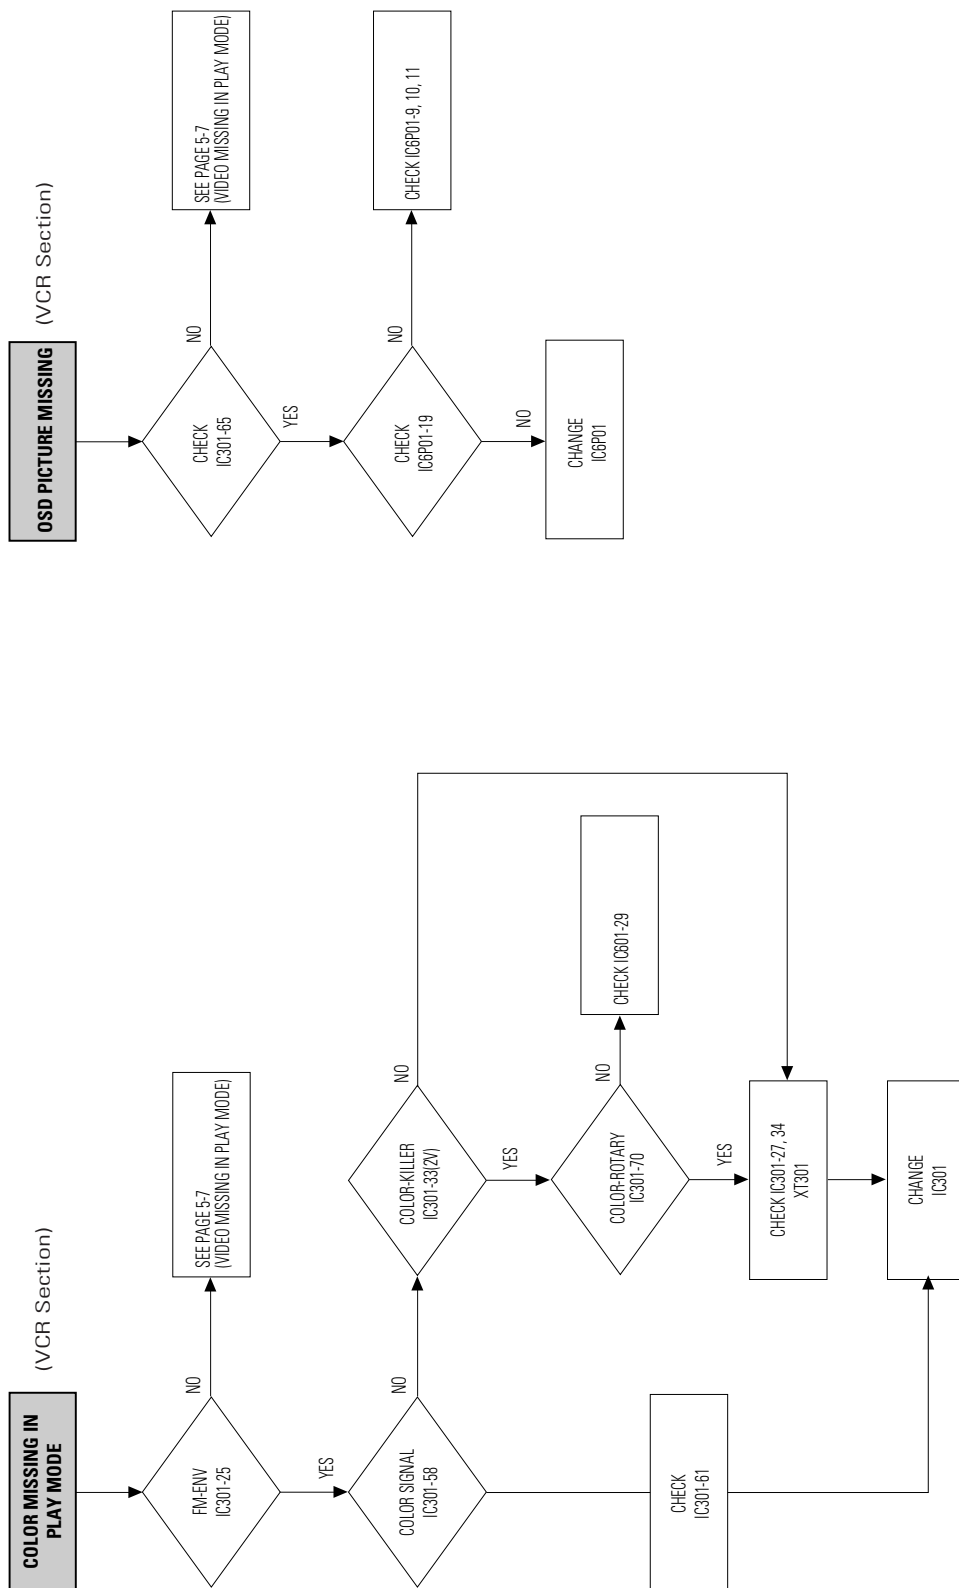 COLOR MISSING IN
PLAY MODE
(VCR Section)
FM-ENV
IC301-25
NO
SEE PAGE 5-7
(VIDEO MISSING IN PLAY MODE)
YES
COLOR SIGNAL
IC301-58
NO
COLOR-KILLER
IC301-33(2V)
NO
YES
COLOR-ROTARY
IC301-70
NO
CHECK IC601-29
YES
CHECK
IC301-61
CHECK IC301-27, 34
XT301
CHANGE
IC301
OSD PICTURE MISSING
(VCR Section)
CHECK
IC301-65
NO
SEE PAGE 5-7
(VIDEO MISSING IN PLAY MODE)
YES
CHECK
IC6P01-19
NO
CHECK IC6P01-9, 10, 11
NO
CHANGE
IC6P01